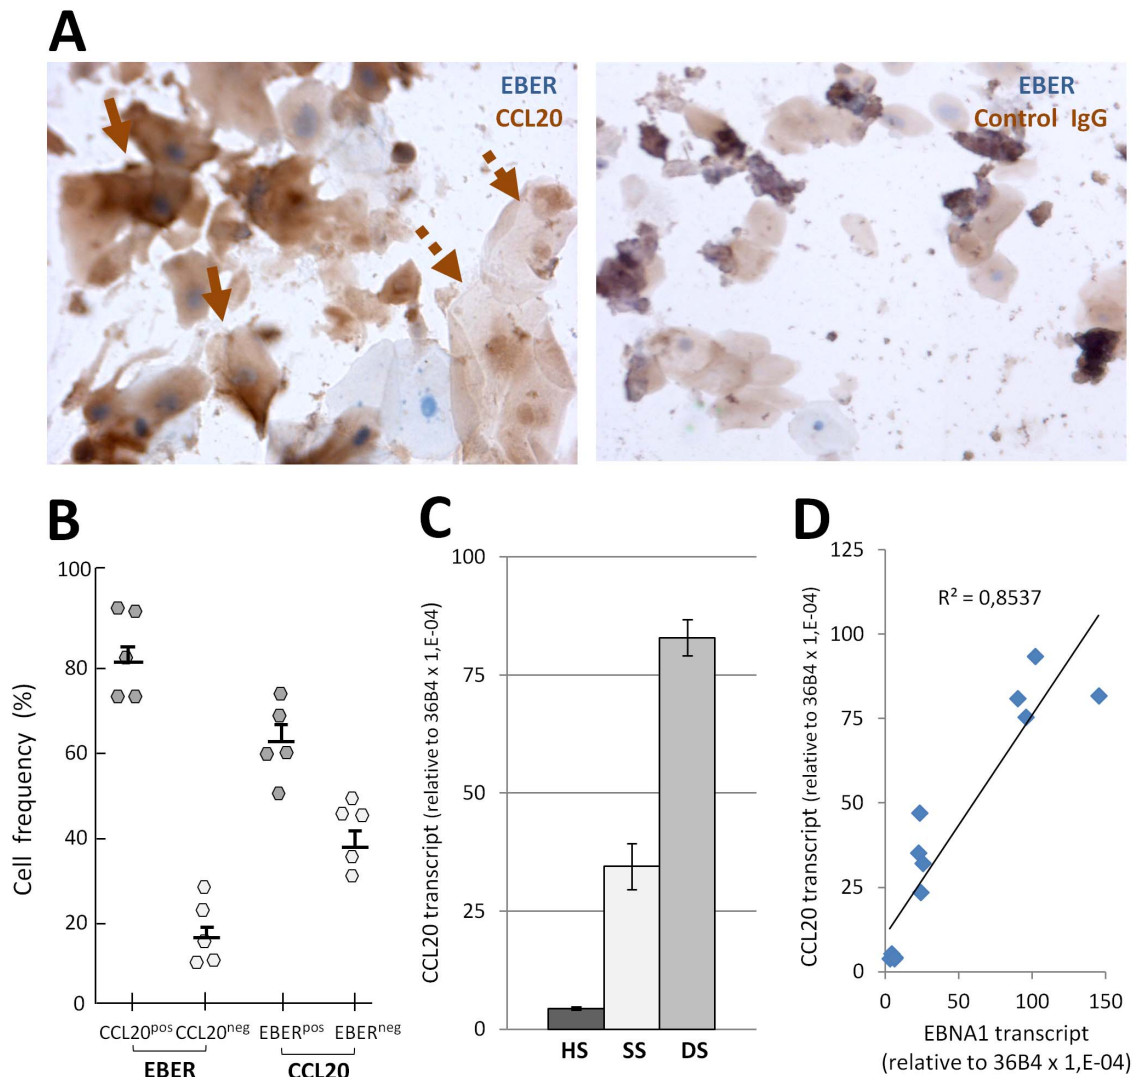 A
EBER
CCL20
EBER
Control IgG
B
Cell frequency (%)
100
80
60
40
20
0
CCL20pos CCL20neg EBERpos EBERneg
EBER CCL20
C
CCL20 transcript (relative to 36B4 x 1,E-04)
100
75
50
25
0
HS SS DS
D
CCL20 transcript (relative to 36B4 x 1,E-04)
125
100
75
50
25
0
R² = 0,8537
0 50 100 150
EBNA1 transcript
(relative to 36B4 x 1,E-04)